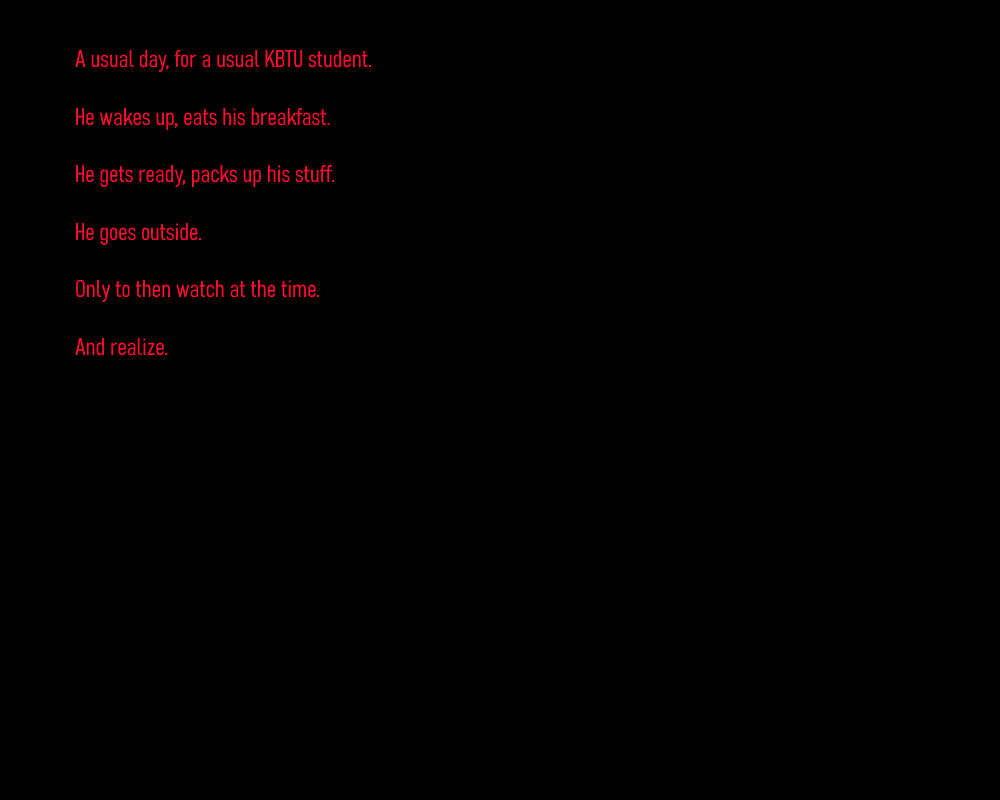 A usual day, for a usual KBTU student.
He wakes up, eats his breakfast.
He gets ready, packs up his stuff.
He goes outside.
Only to then watch at the time.
And realize.